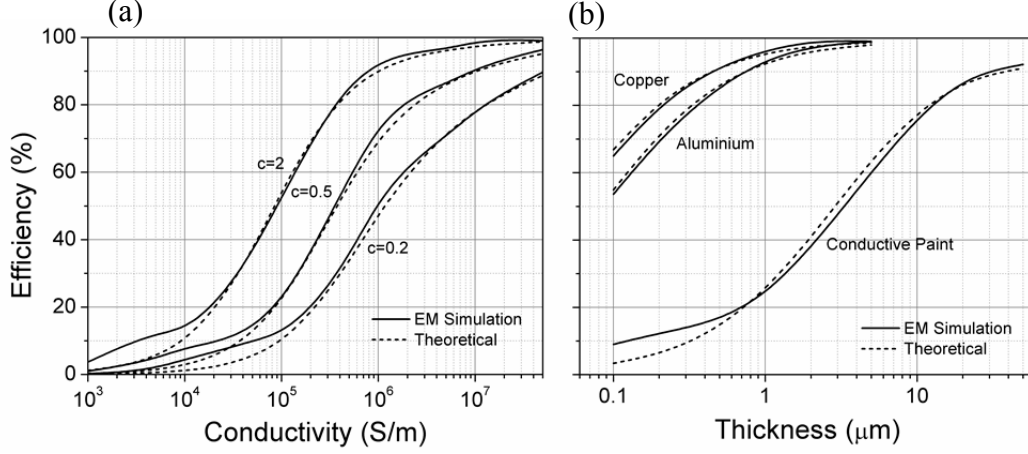 (a)
(b)
Efficiency (%)
100
80
60
40
20
0
c=2
c=0.5
c=0.2
EM Simulation
Theoretical
10³
10⁴
10⁵
10⁶
10⁷
Conductivity (S/m)
Copper
Aluminium
Conductive Paint
EM Simulation
Theoretical
0.1
1
10
Thickness (μm)